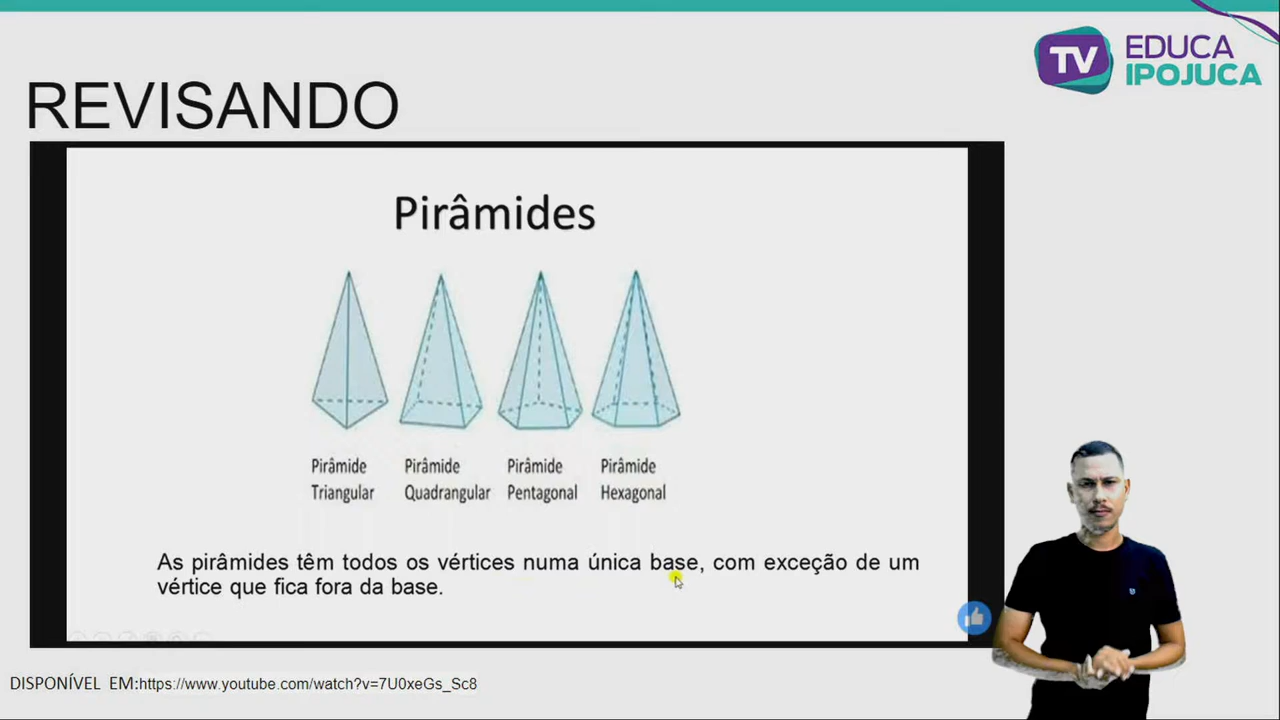 TV EDUCA
IPOJUCA
REVISANDO
Pirâmides
Pirâmide Triangular
Pirâmide Quadrangular
Pirâmide Pentagonal
Pirâmide Hexagonal
As pirâmides têm todos os vértices numa única base, com exceção de um
vértice que fica fora da base.
DISPONÍVEL EM:https://www.youtube.com/watch?v=7U0xeGs_Sc8